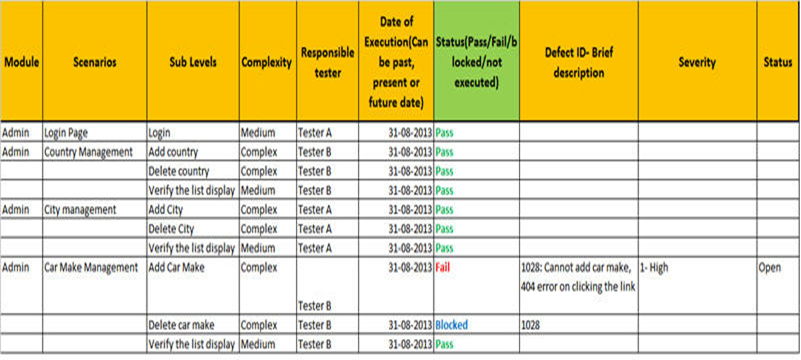 Module Scenarios Sub Levels Complexity Responsible tester Date of Execution(Can be past, present or future date) Status(Pass/Fail/blocked/not executed) Defect ID- Brief description Severity Status
Admin Login Page Login Medium Tester A 31-08-2013 Pass
Admin Country Management Add country Complex Tester B 31-08-2013 Pass
Delete country Complex Tester B 31-08-2013 Pass
Verify the list display Medium Tester B 31-08-2013 Pass
Admin City management Add City Complex Tester A 31-08-2013 Pass
Delete City Complex Tester A 31-08-2013 Pass
Verify the list display Medium Tester A 31-08-2013 Pass
Admin Car Make Management Add Car Make Complex Tester B 31-08-2013 Fail 1028: Cannot add car make, 404 error on clicking the link 1- High Open
Delete car make Complex Tester B 31-08-2013 Blocked 1028
Verify the list display Medium Tester B 31-08-2013 Pass